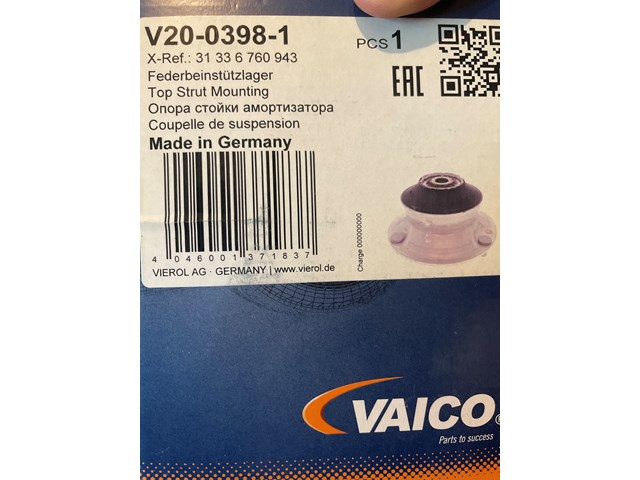 V20-0398-1
PCS 1
X-Ref.: 31 33 6 760 943
Federbeinstützlager
Top Strut Mounting
Опора стойки амортизатора
Coupelle de suspension
Made in Germany
EAC
4 046001 371837
VIEROL AG · GERMANY | www.vierol.de
Charge 000000000
VAICO®
Parts to success